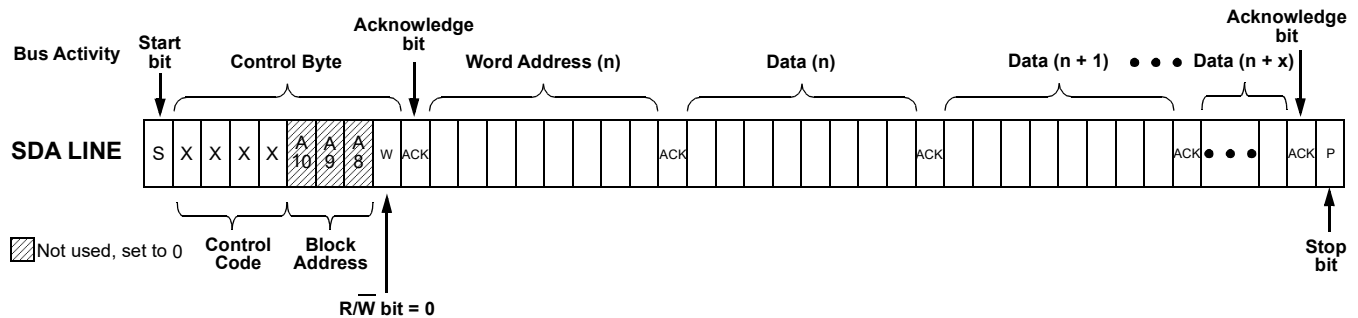 Bus Activity
Start
bit
Control Byte
Acknowledge
bit
Word Address (n)
Data (n)
Data (n + 1)
• • •
Data (n + x)
Acknowledge
bit
SDA LINE
S
X
X
X
X
A
10
A
9
A
8
W
ACK
ACK
ACK
ACK
• • •
ACK
P
Not used, set to 0
Control
Code
Block
Address
R/W̅ bit = 0
Stop
bit